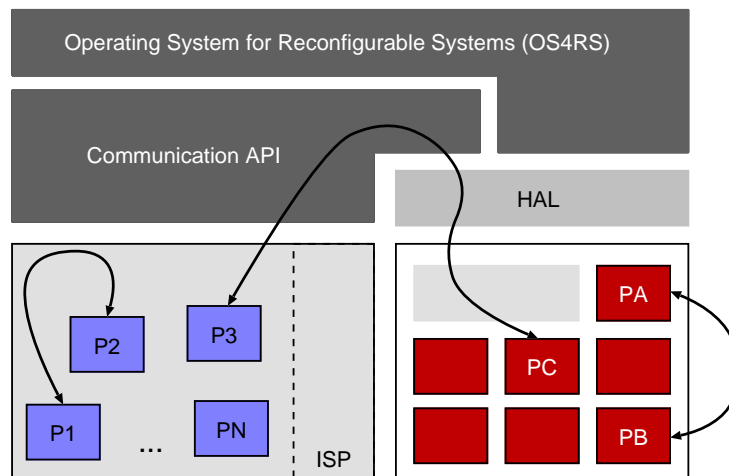 Operating System for Reconfigurable Systems (OS4RS)
Communication API
HAL
PA
P3
P2
PC
P1
...
PN
PB
ISP